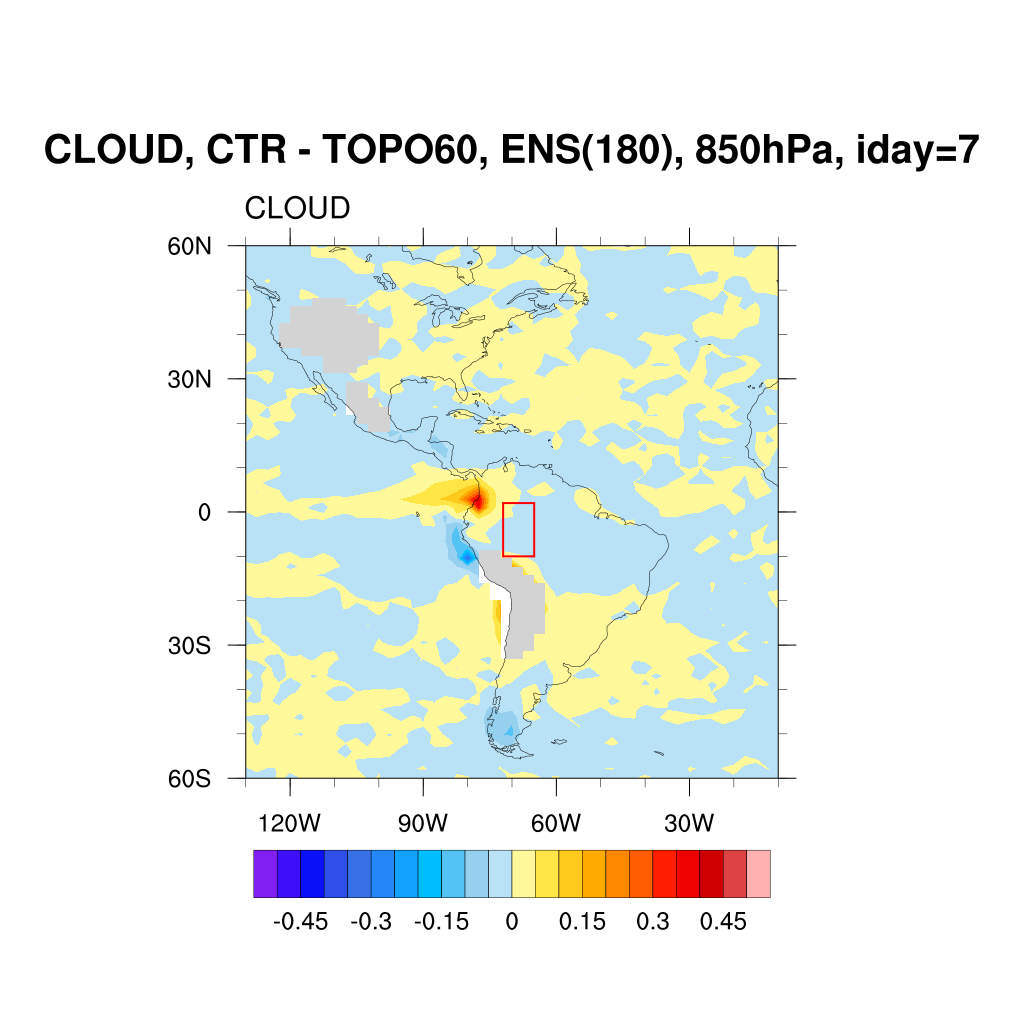 CLOUD, CTR - TOPO60, ENS(180), 850hPa, iday=7
CLOUD
60N
30N
0
30S
60S
120W 90W 60W 30W
-0.45 -0.3 -0.15 0 0.15 0.3 0.45